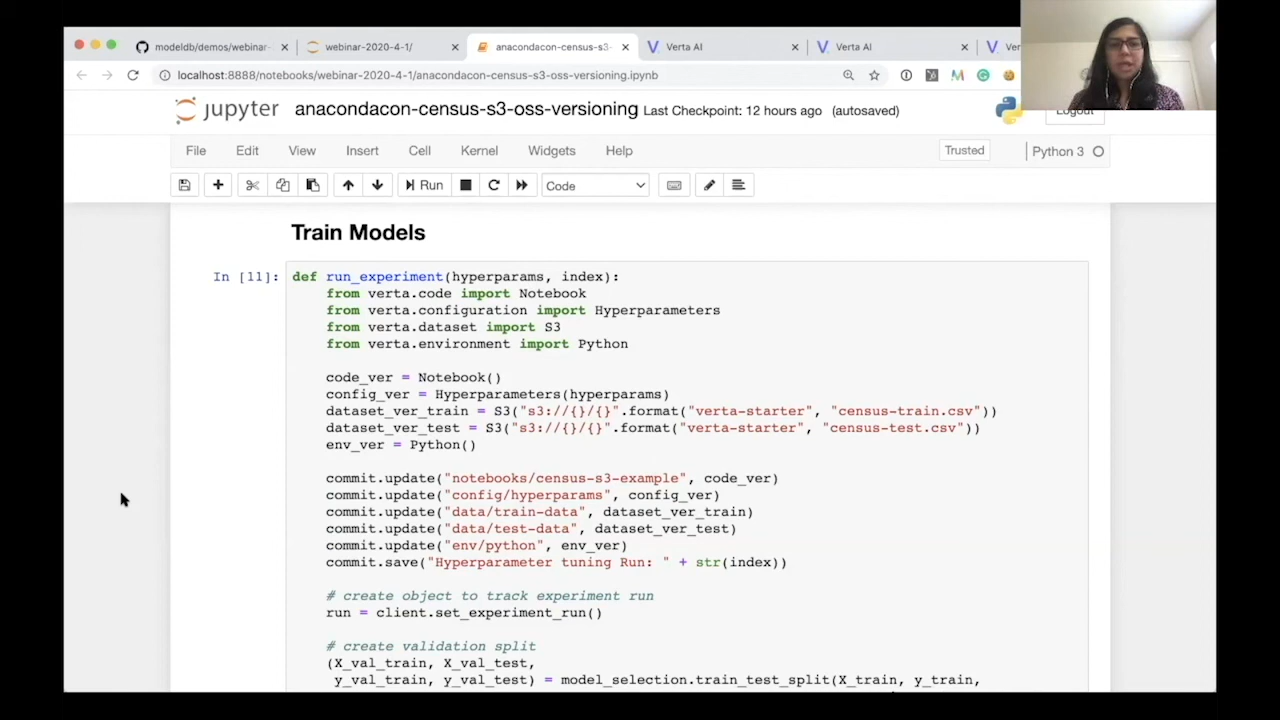 modeldb/demos/webinar-
webinar-2020-4-1/
anacondacon-census-s3-
Verta AI
Verta AI
Ver
localhost:8888/notebooks/webinar-2020-4-1/anacondacon-census-s3-oss-versioning.ipynb
jupyter anacondacon-census-s3-oss-versioning Last Checkpoint: 12 hours ago (autosaved)
Logout
File Edit View Insert Cell Kernel Widgets Help Trusted Python 3
Run Code
Train Models
In [11]: def run_experiment(hyperparams, index):
from verta.code import Notebook
from verta.configuration import Hyperparameters
from verta.dataset import S3
from verta.environment import Python
code_ver = Notebook()
config_ver = Hyperparameters(hyperparams)
dataset_ver_train = S3("s3://{}/{}".format("verta-starter", "census-train.csv"))
dataset_ver_test = S3("s3://{}/{}".format("verta-starter", "census-test.csv"))
env_ver = Python()
commit.update("notebooks/census-s3-example", code_ver)
commit.update("config/hyperparams", config_ver)
commit.update("data/train-data", dataset_ver_train)
commit.update("data/test-data", dataset_ver_test)
commit.update("env/python", env_ver)
commit.save("Hyperparameter tuning Run: " + str(index))
# create object to track experiment run
run = client.set_experiment_run()
# create validation split
(X_val_train, X_val_test,
y_val_train, y_val_test) = model_selection.train_test_split(X_train, y_train,